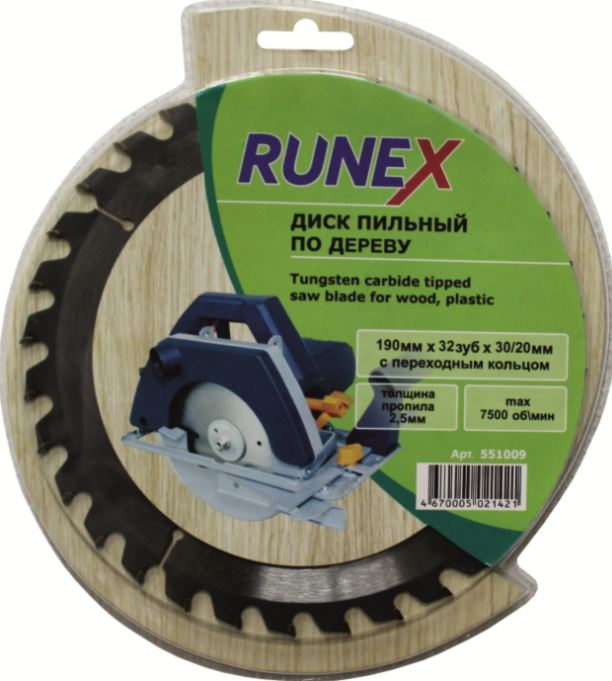 RUNEX
ДИСК ПИЛЬНЫЙ
ПО ДЕРЕВУ
Tungsten carbide tipped
saw blade for wood, plastic
190мм х 32зуб х 30/20мм
с переходным кольцом
толщина
пропила
2,5мм
max
7500 об\мин
Арт. 551009
4 670005 021421